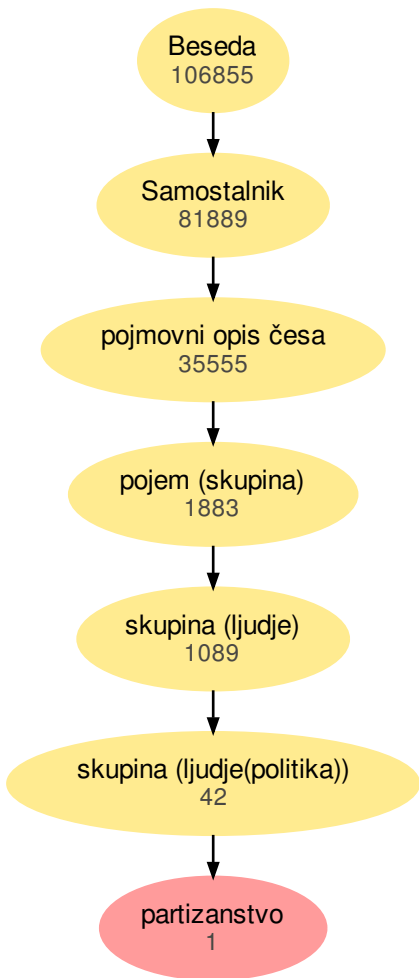 Beseda
106855
Samostalnik
81889
pojmovni opis česa
35555
pojem (skupina)
1883
skupina (ljudje)
1089
skupina (ljudje(politika))
42
partizanstvo
1